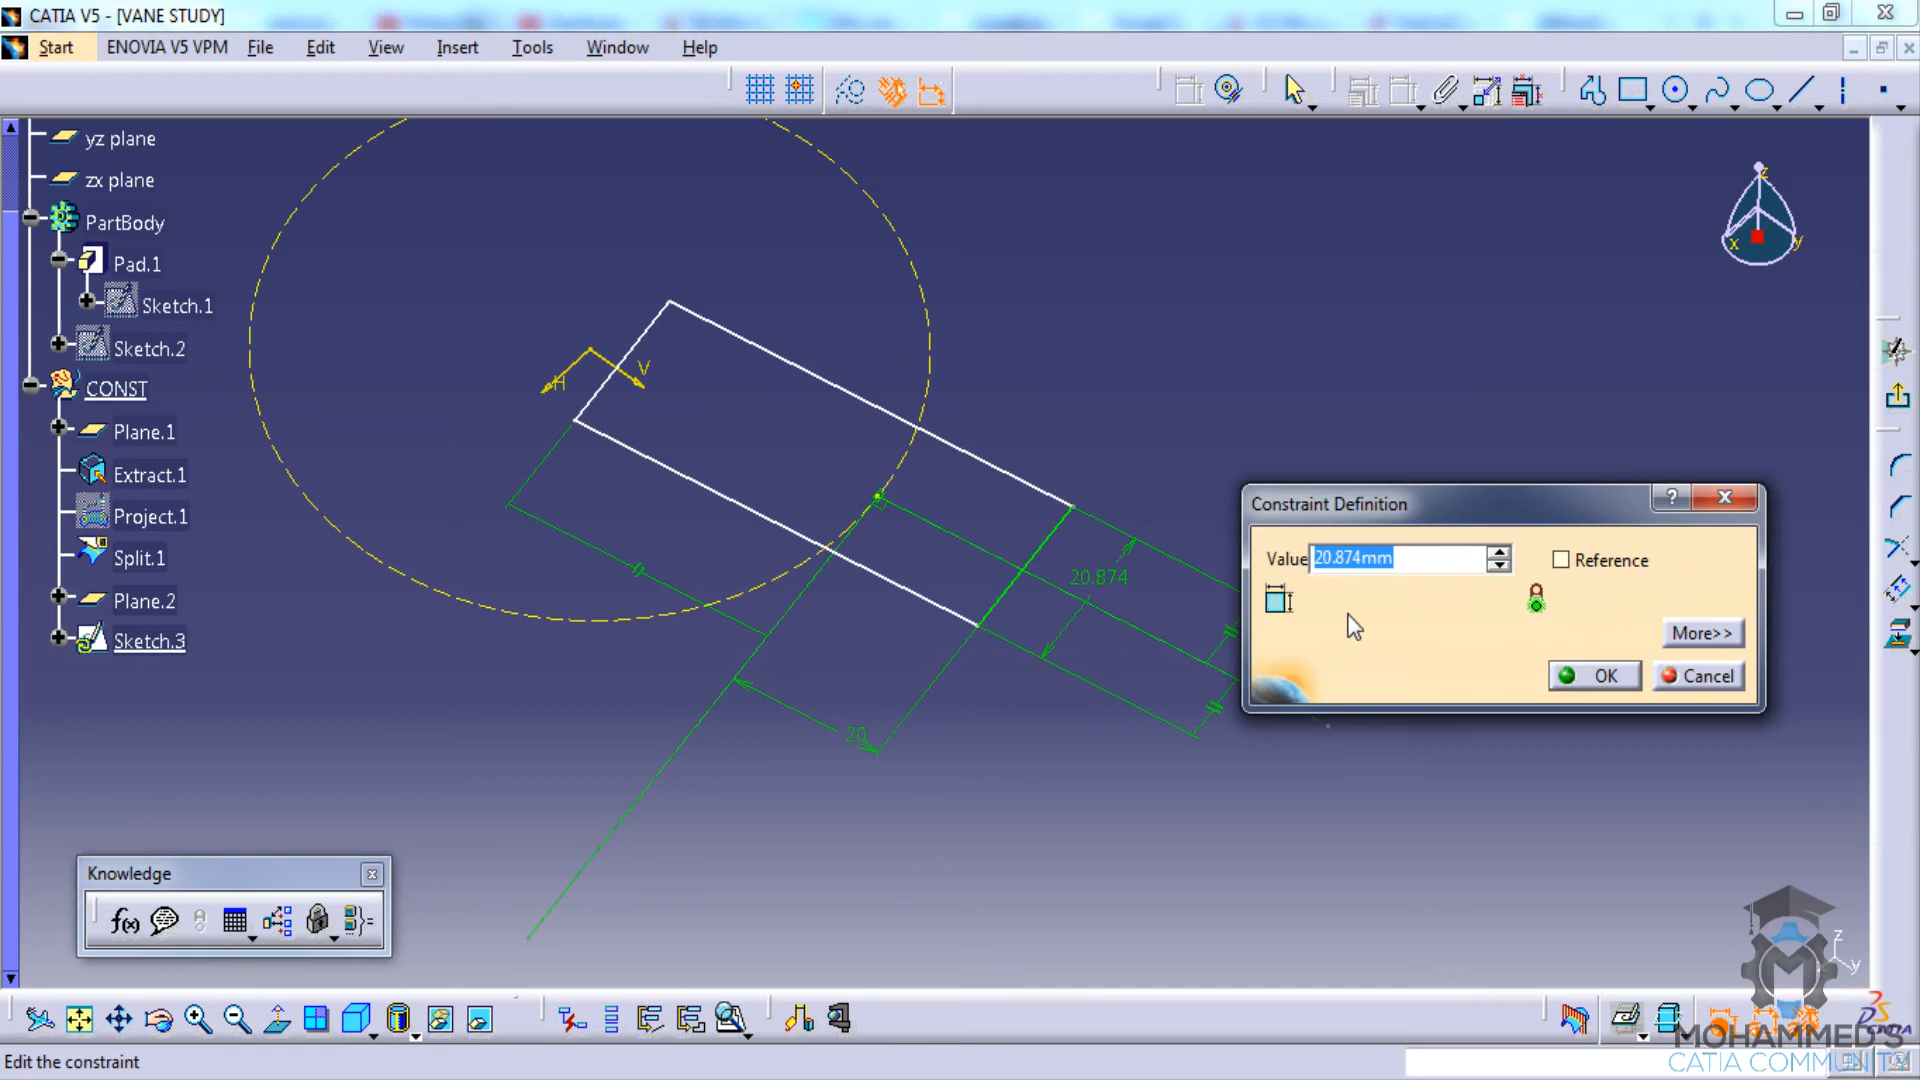 CATIA V5 - [VANE STUDY]
Start ENOVIA V5 VPM File Edit View Insert Tools Window Help
yz plane
zx plane
PartBody
Pad.1
Sketch.1
Sketch.2
CONST
Plane.1
Extract.1
Project.1
Split.1
Plane.2
Sketch.3
H
V
20.874
20
z
x
y
Constraint Definition
Value 20.874mm
Reference
More>>
OK Cancel
Knowledge
f(x)
z
y
MOHAMMED'S
CATIA COMMUNITY
CATIA
Edit the constraint